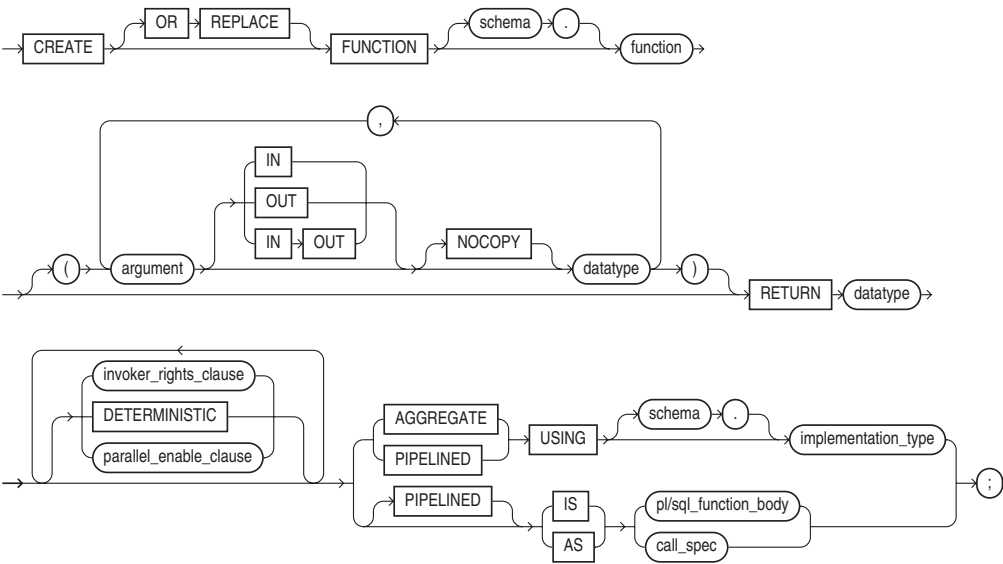 OR REPLACE schema .
CREATE FUNCTION function
,
IN
OUT
IN OUT NOCOPY
( argument datatype )
RETURN datatype
invoker_rights_clause
DETERMINISTIC
parallel_enable_clause
AGGREGATE
PIPELINED
USING
schema .
implementation_type
PIPELINED
IS
AS
pl/sql_function_body
call_spec
;